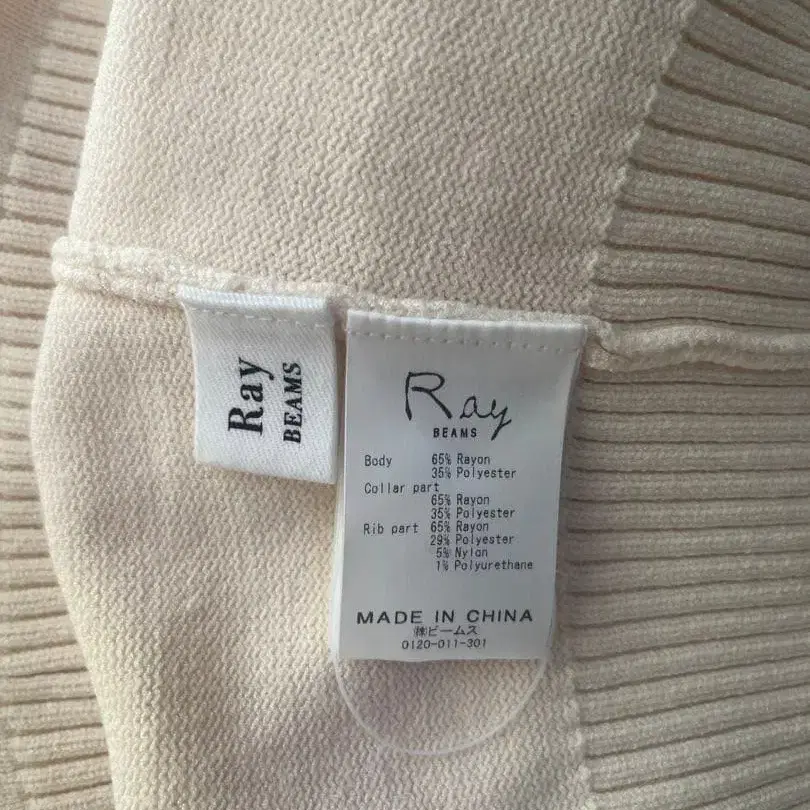 Ray
BEAMS
Ray
BEAMS
Body 65% Rayon
35% Polyester
Collar part
65% Rayon
35% Polyester
Rib part 65% Rayon
29% Polyester
5% Nylon
1% Polyurethane
MADE IN CHINA
㈱ビームス
0120-011-301